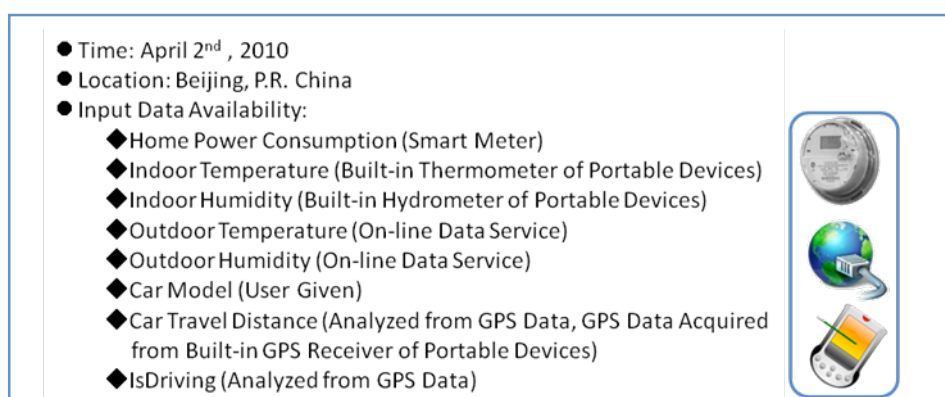 ● Time: April 2nd , 2010
● Location: Beijing, P.R. China
● Input Data Availability:
◆Home Power Consumption (Smart Meter)
◆Indoor Temperature (Built-in Thermometer of Portable Devices)
◆Indoor Humidity (Built-in Hydrometer of Portable Devices)
◆Outdoor Temperature (On-line Data Service)
◆Outdoor Humidity (On-line Data Service)
◆Car Model (User Given)
◆Car Travel Distance (Analyzed from GPS Data, GPS Data Acquired
from Built-in GPS Receiver of Portable Devices)
◆IsDriving (Analyzed from GPS Data)